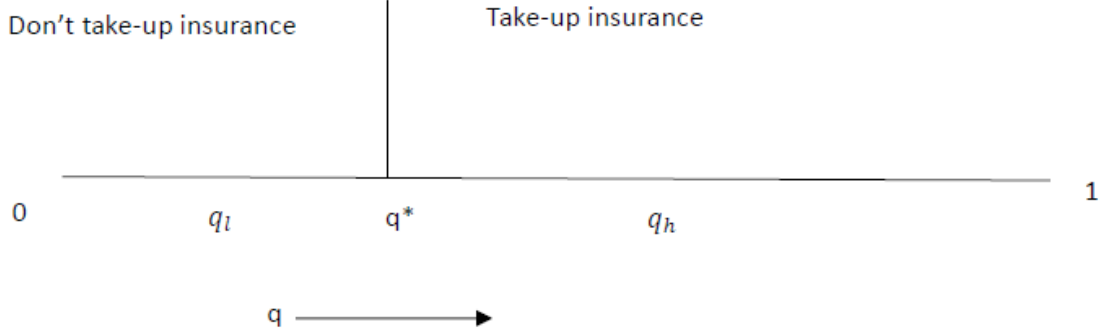 Don't take-up insurance
Take-up insurance
0
q_l
q*
q_h
1
q